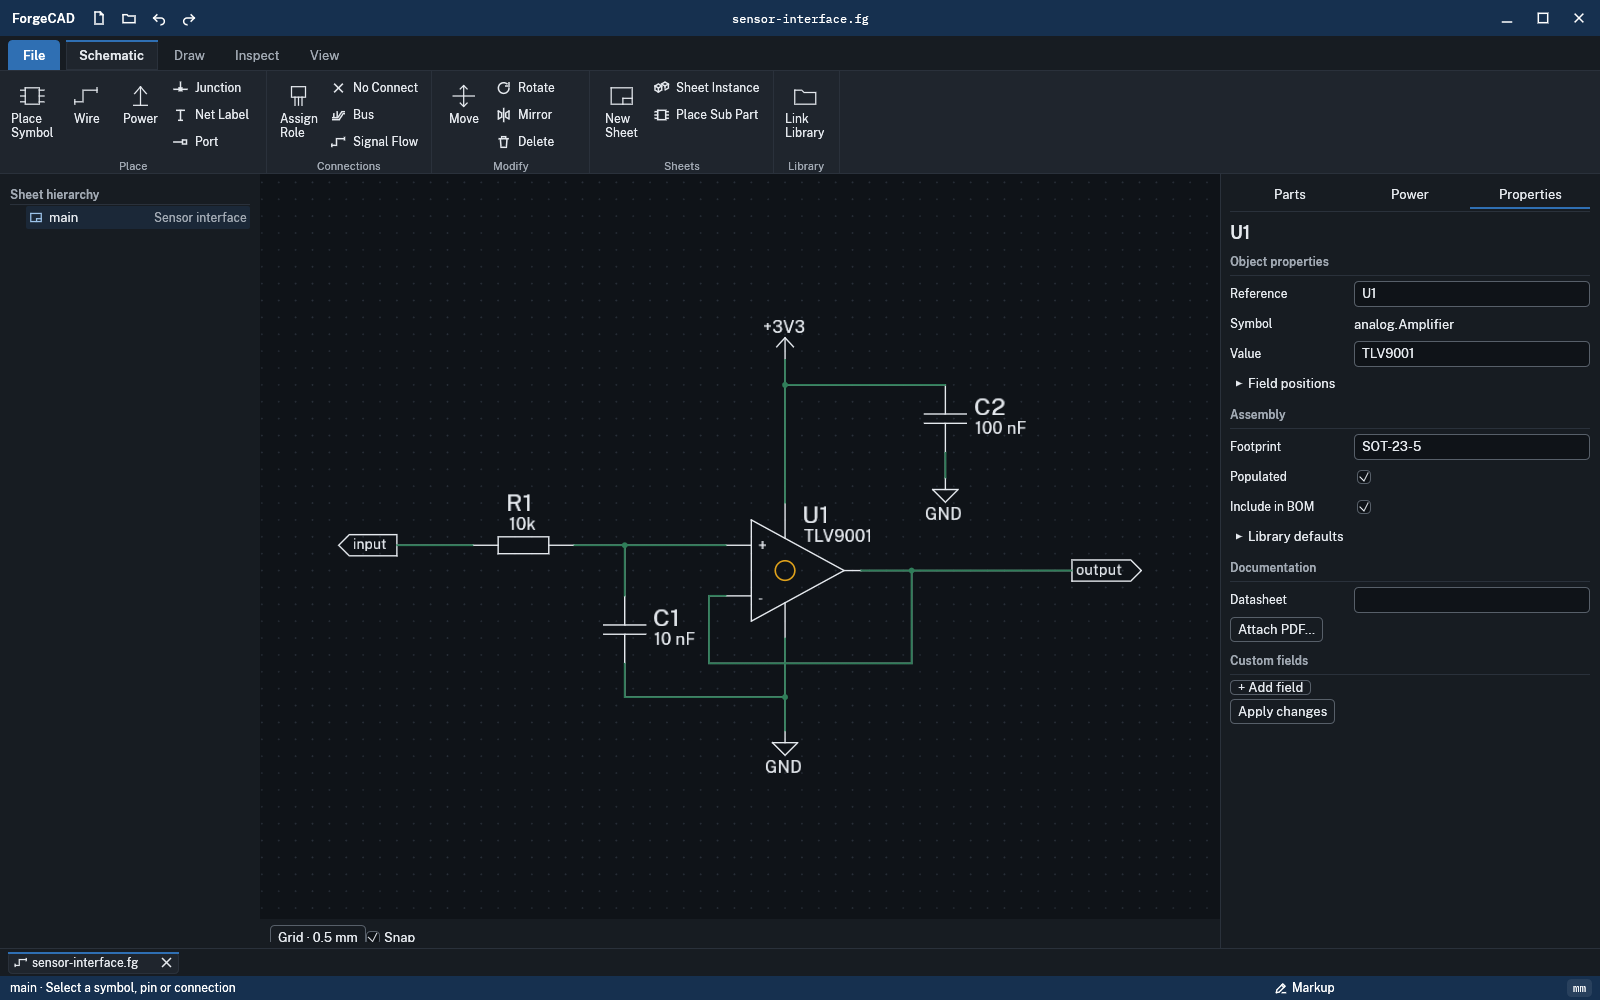 ForgeCAD
sensor-interface.fg
File
Schematic
Draw
Inspect
View
Place Symbol
Wire
Power
Junction
Net Label
Port
Place
Assign Role
No Connect
Bus
Signal Flow
Connections
Move
Rotate
Mirror
Delete
Modify
New Sheet
Sheet Instance
Place Sub Part
Sheets
Link Library
Library
Sheet hierarchy
main Sensor interface
+3V3
C2
100 nF
GND
R1
10k
input
U1
TLV9001
+
-
output
C1
10 nF
GND
Grid · 0.5 mm
Snap
Parts
Power
Properties
U1
Object properties
Reference U1
Symbol analog.Amplifier
Value TLV9001
Field positions
Assembly
Footprint SOT-23-5
Populated
Include in BOM
Library defaults
Documentation
Datasheet
Attach PDF...
Custom fields
+ Add field
Apply changes
sensor-interface.fg
main · Select a symbol, pin or connection
Markup
mm